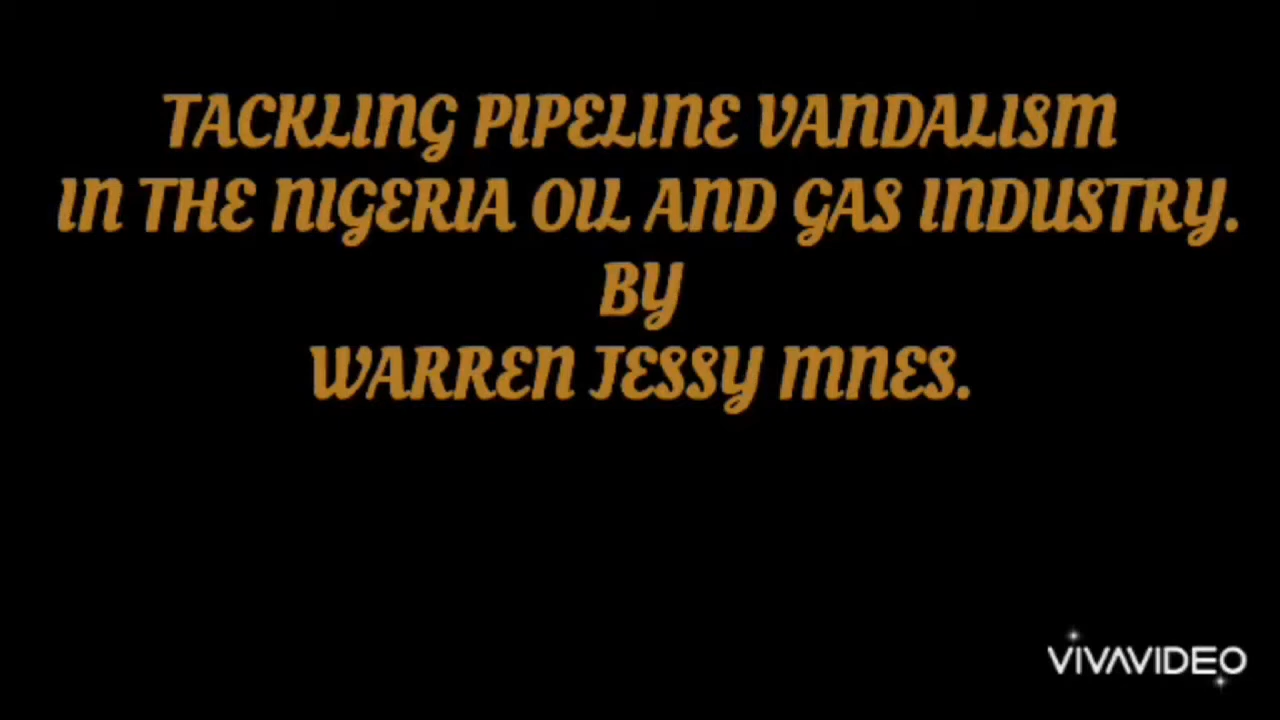 TACKLING PIPELINE VANDALISM
IN THE NIGERIA OIL AND GAS INDUSTRY.
BY
WARREN JESSY MNES.
VIVAVIDEO